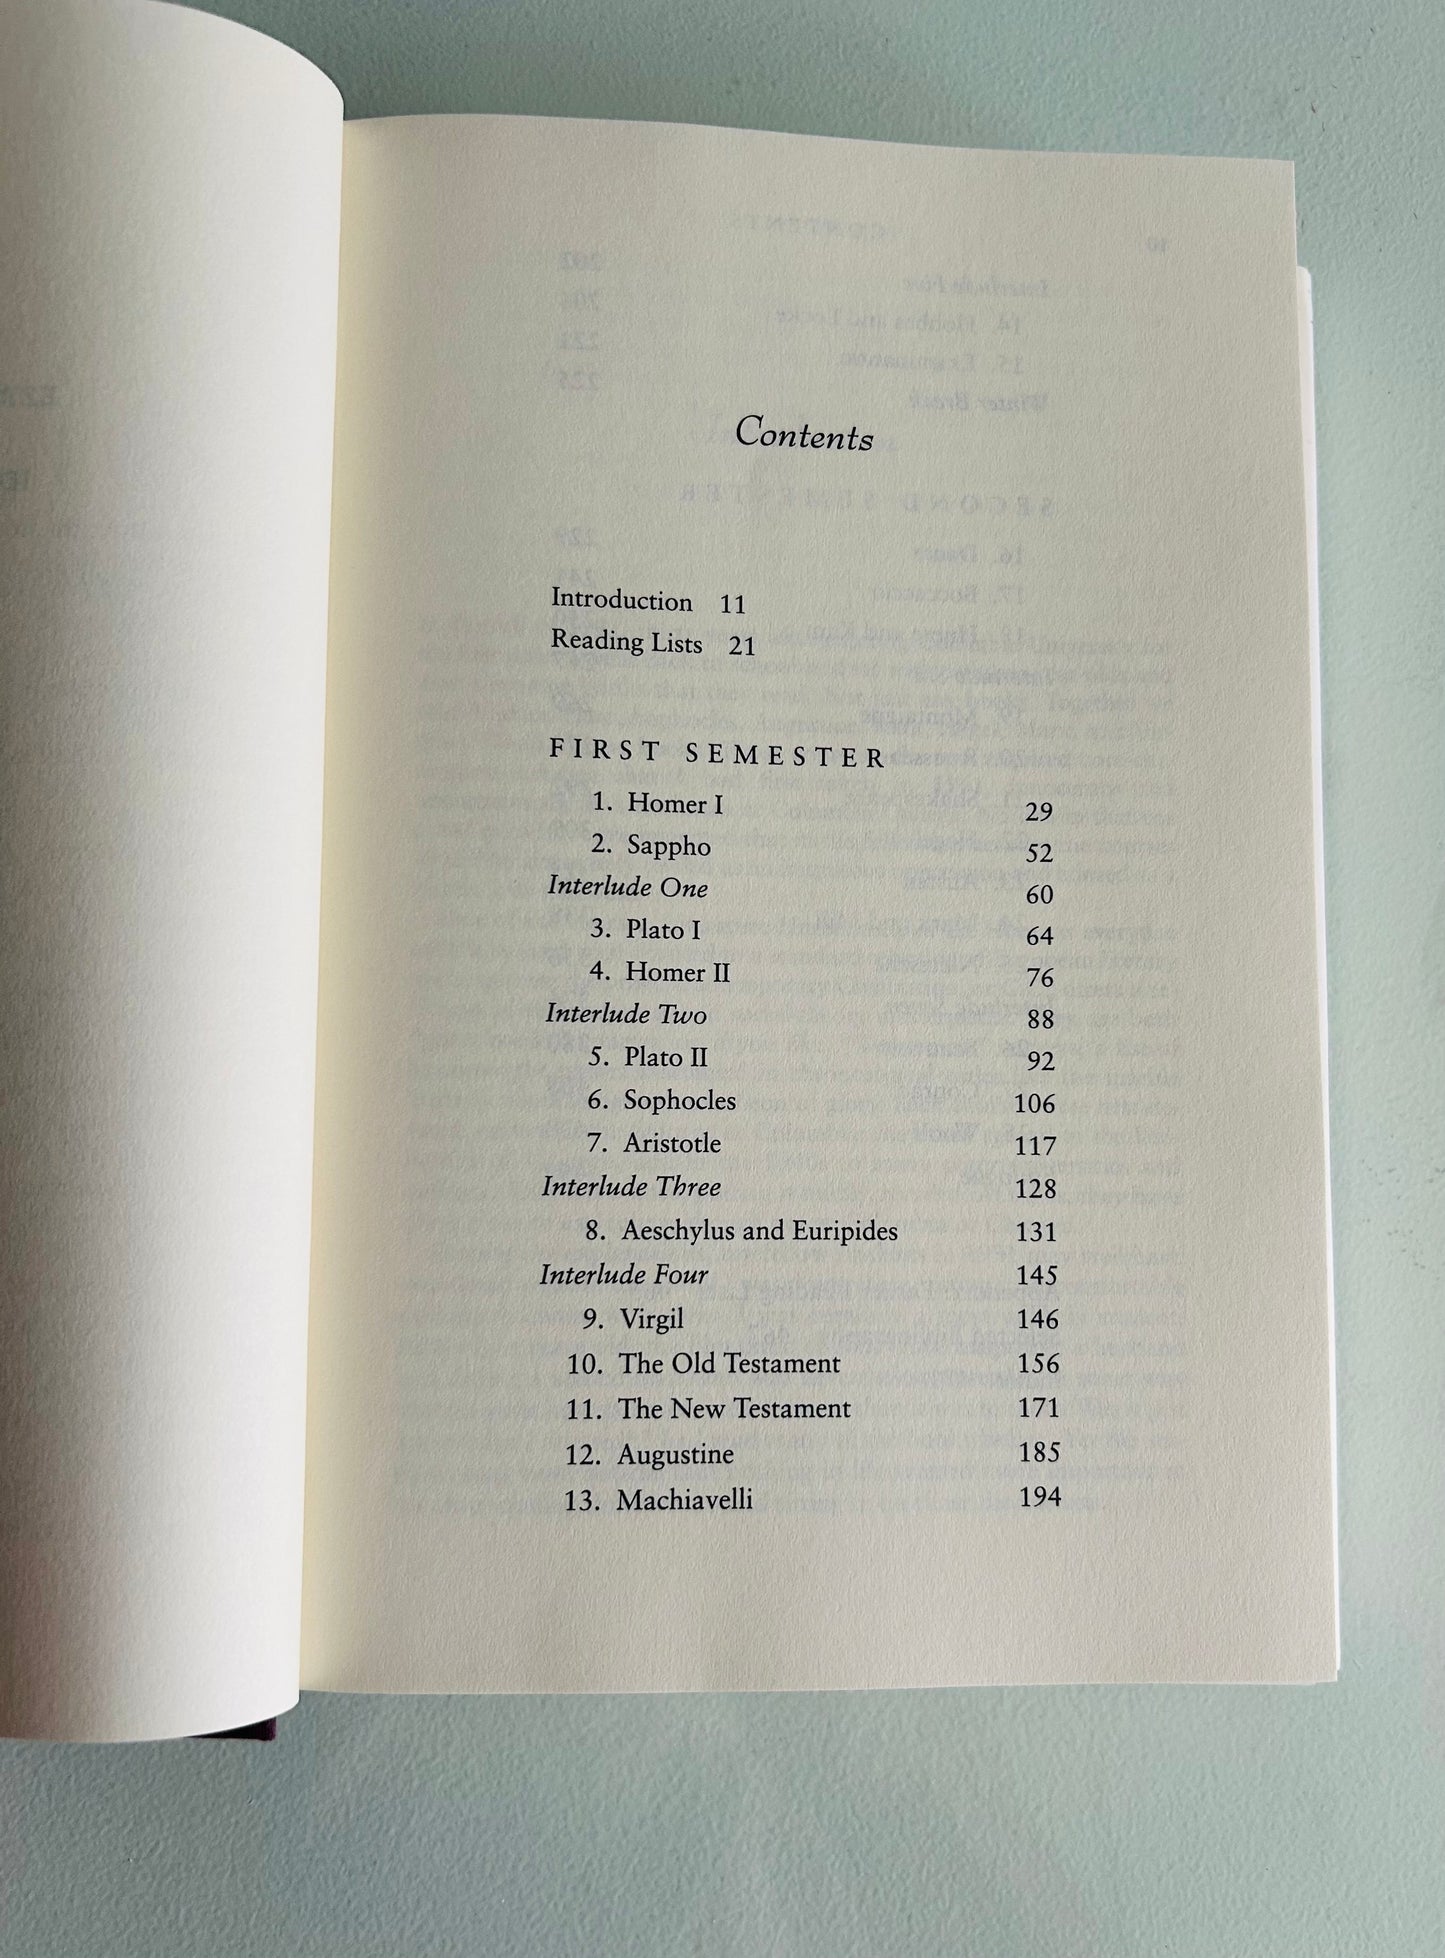 Contents
Introduction 11
Reading Lists 21
FIRST SEMESTER
1. Homer I 29
2. Sappho 52
Interlude One 60
3. Plato I 64
4. Homer II 76
Interlude Two 88
5. Plato II 92
6. Sophocles 106
7. Aristotle 117
Interlude Three 128
8. Aeschylus and Euripides 131
Interlude Four 145
9. Virgil 146
10. The Old Testament 156
11. The New Testament 171
12. Augustine 185
13. Machiavelli 194